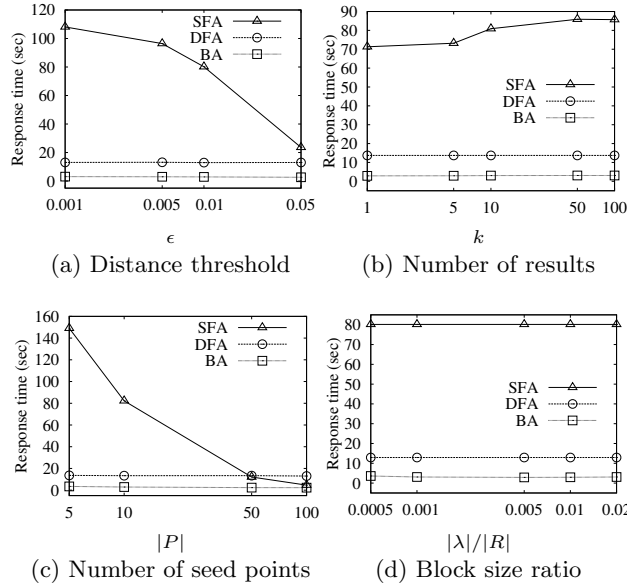 120
100
80
60
40
20
0
Response time (sec)
SFA
DFA
BA
0.001 0.005 0.01 0.05
ϵ
(a) Distance threshold
90
80
70
60
50
40
30
20
10
0
Response time (sec)
SFA
DFA
BA
1 5 10 50 100
k
(b) Number of results
160
140
120
100
80
60
40
20
0
Response time (sec)
SFA
DFA
BA
5 10 50 100
|P|
(c) Number of seed points
80
70
60
50
40
30
20
10
0
Response time (sec)
SFA
DFA
BA
0.0005 0.001 0.005 0.01 0.02
|λ|/|R|
(d) Block size ratio